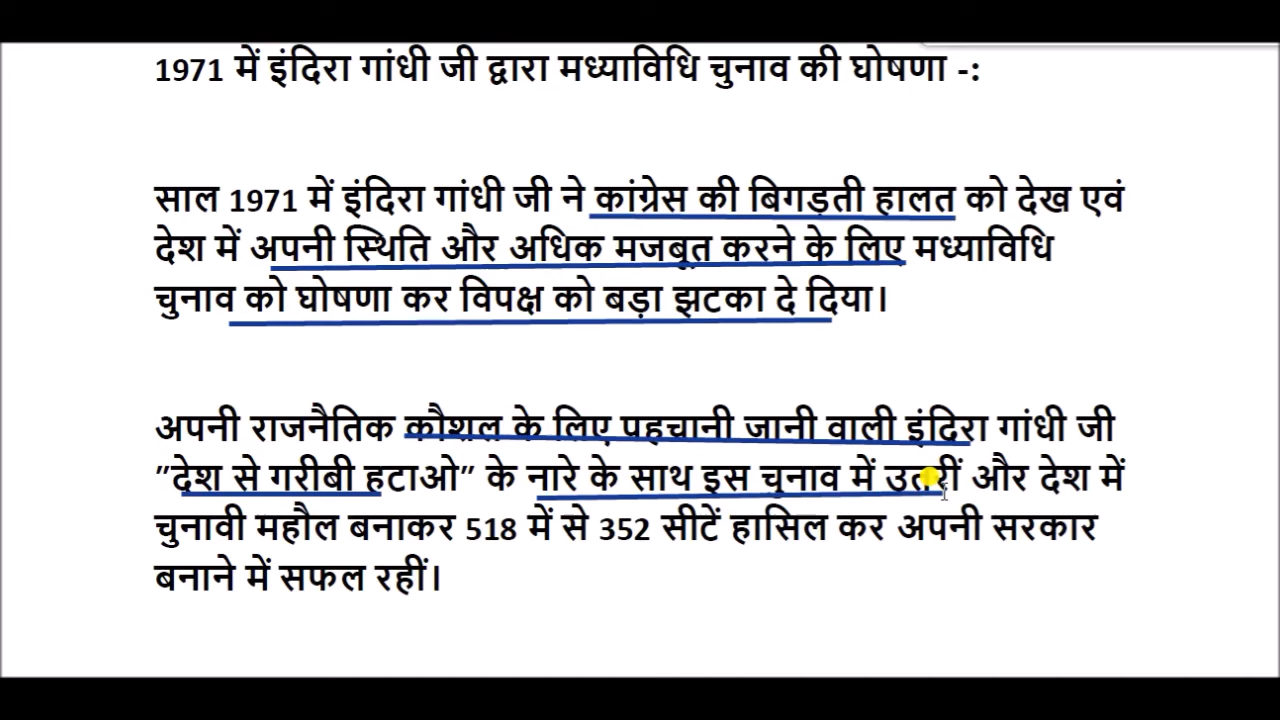 1971 में इंदिरा गांधी जी द्वारा मध्याविधि चुनाव की घोषणा -:
साल 1971 में इंदिरा गांधी जी ने कांग्रेस की बिगड़ती हालत को देख एवं
देश में अपनी स्थिति और अधिक मजबूत करने के लिए मध्याविधि
चुनाव को घोषणा कर विपक्ष को बड़ा झटका दे दिया।
अपनी राजनैतिक कौशल के लिए पहचानी जानी वाली इंदिरा गांधी जी
”देश से गरीबी हटाओ” के नारे के साथ इस चुनाव में उतरीं और देश में
चुनावी महौल बनाकर 518 में से 352 सीटें हासिल कर अपनी सरकार
बनाने में सफल रहीं।